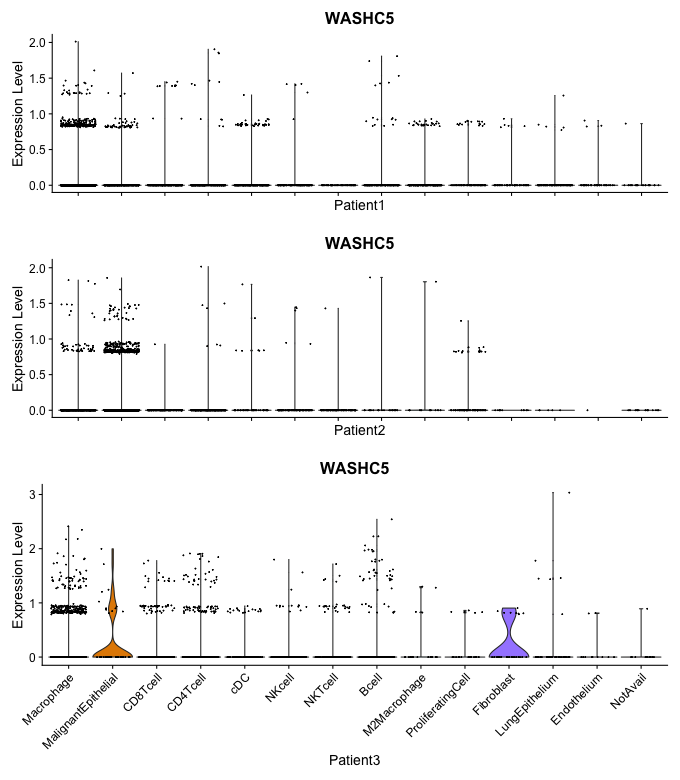 WASHC5
Expression Level
2.0
1.5
1.0
0.5
0.0
Patient1
WASHC5
Expression Level
2.0
1.5
1.0
0.5
0.0
Patient2
WASHC5
Expression Level
3
2
1
0
Macrophage
MalignantEpithelial
CD8Tcell
CD4Tcell
cDC
NKcell
NKTcell
Bcell
M2Macrophage
ProliferatingCell
Fibroblast
LungEpithelium
Endothelium
NotAvail
Patient3